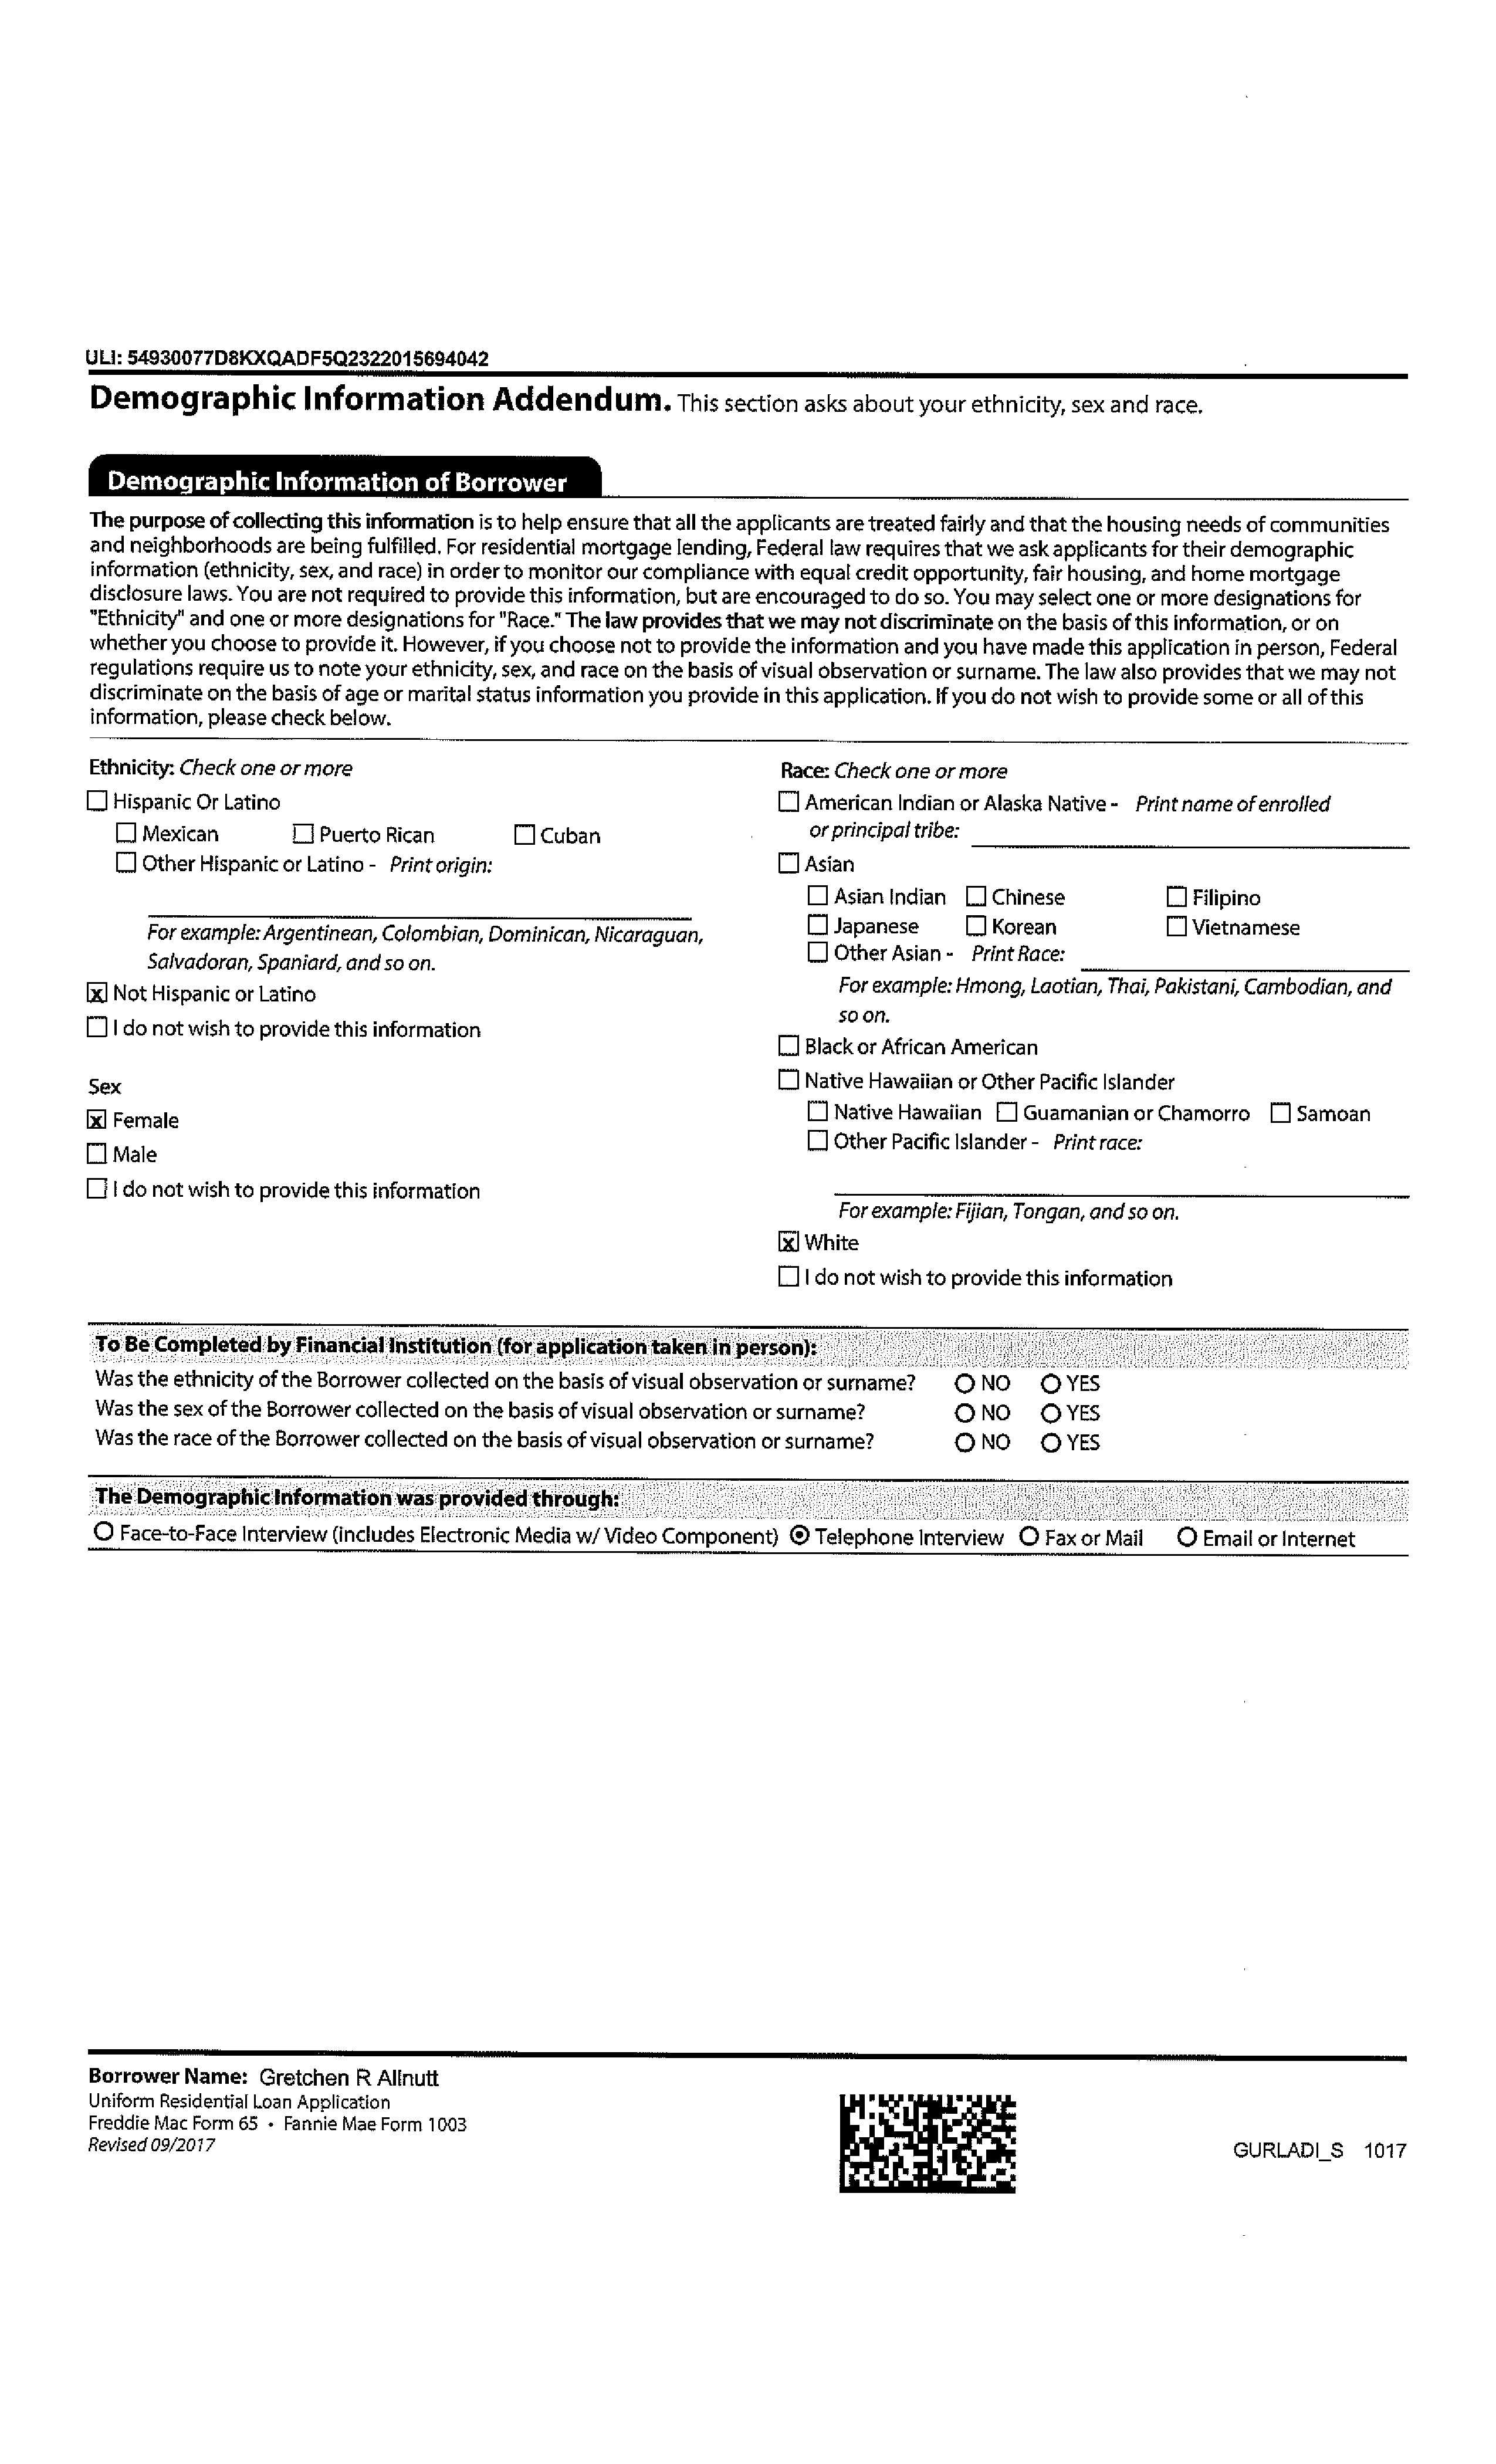 ULI: 54930077D8KXQADF5Q2322015694042
Demographic Information Addendum. This section asks about your ethnicity, sex and race.
Demographic Information of Borrower
The purpose of collecting this information is to help ensure that all the applicants are treated fairly and that the housing needs of communities
and neighborhoods are being fulfilled. For residential mortgage lending, Federal law requires that we ask applicants for their demographic
information (ethnicity, sex, and race) in order to monitor our compliance with equal credit opportunity, fair housing, and home mortgage
disclosure laws. You are not required to provide this information, but are encouraged to do so. You may select one or more designations for
"Ethnicity" and one or more designations for "Race." The law provides that we may not discriminate on the basis of this information, or on
whether you choose to provide it. However, if you choose not to provide the information and you have made this application in person, Federal
regulations require us to note your ethnicity, sex, and race on the basis of visual observation or surname. The law also provides that we may not
discriminate on the basis of age or marital status information you provide in this application. If you do not wish to provide some or all of this
information, please check below.
Ethnicity: Check one or more
Hispanic Or Latino
Mexican Puerto Rican Cuban
Other Hispanic or Latino - Print origin:
For example: Argentinean, Colombian, Dominican, Nicaraguan,
Salvadoran, Spaniard, and so on.
Not Hispanic or Latino
I do not wish to provide this information
Sex
Female
Male
I do not wish to provide this information
Race: Check one or more
American Indian or Alaska Native - Print name of enrolled
or principal tribe:
Asian
Asian Indian Chinese Filipino
Japanese Korean Vietnamese
Other Asian - Print Race:
For example: Hmong, Laotian, Thai, Pakistani, Cambodian, and
so on.
Black or African American
Native Hawaiian or Other Pacific Islander
Native Hawaiian Guamanian or Chamorro Samoan
Other Pacific Islander - Print race:
For example: Fijian, Tongan, and so on.
White
I do not wish to provide this information
To Be Completed by Financial Institution (for application taken in person):
Was the ethnicity of the Borrower collected on the basis of visual observation or surname? NO YES
Was the sex of the Borrower collected on the basis of visual observation or surname? NO YES
Was the race of the Borrower collected on the basis of visual observation or surname? NO YES
The Demographic Information was provided through:
Face-to-Face Interview (includes Electronic Media w/ Video Component) Telephone Interview Fax or Mail Email or Internet
Borrower Name: Gretchen R Allnutt
Uniform Residential Loan Application
Freddie Mac Form 65 • Fannie Mae Form 1003
Revised 09/2017
GURLADI_S 1017